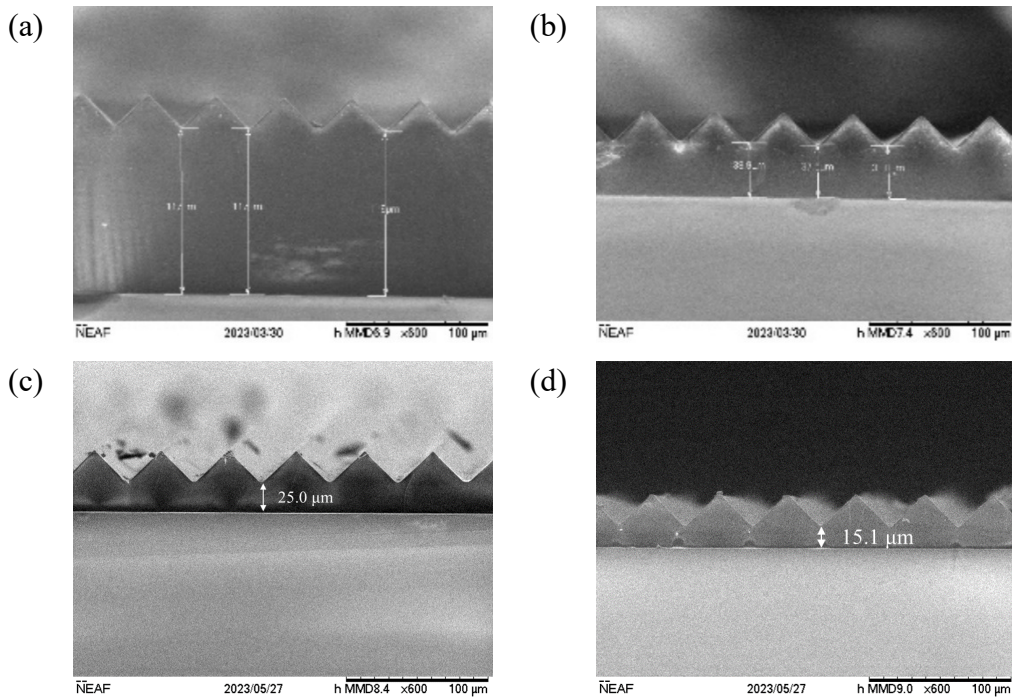 (a)
NEAF 2023/03/30 h MMD6.9 x600 100 µm
(b)
NEAF 2023/03/30 h MMD7.4 x600 100 µm
(c)
25.0 µm
NEAF 2023/05/27 h MMD8.4 x600 100 µm
(d)
15.1 µm
NEAF 2023/05/27 h MMD9.0 x600 100 µm